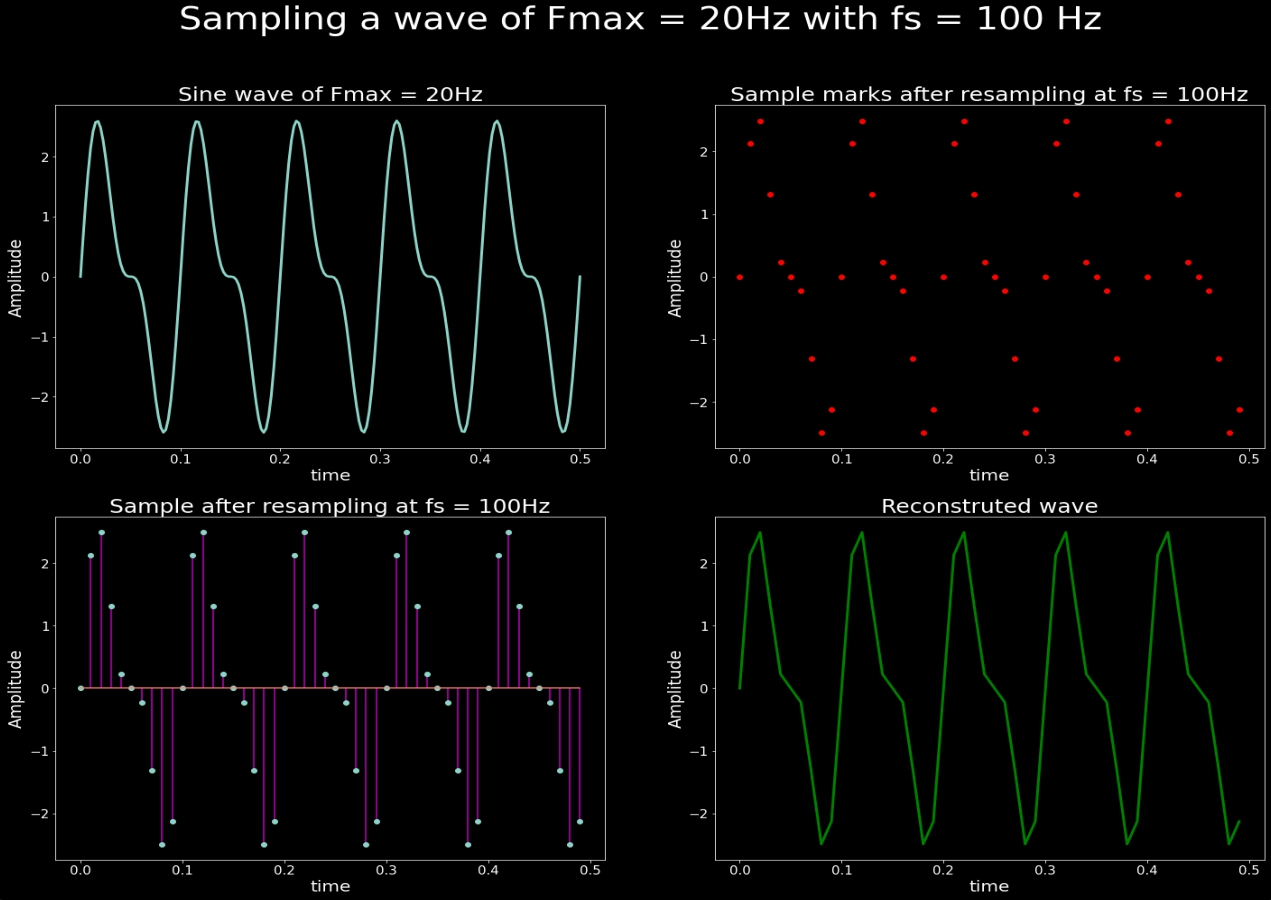 Sampling a wave of Fmax = 20Hz with fs = 100 Hz
Sine wave of Fmax = 20Hz
Amplitude
2
1
0
−1
−2
0.0 0.1 0.2 0.3 0.4 0.5
time
Sample marks after resampling at fs = 100Hz
Amplitude
2
1
0
−1
−2
0.0 0.1 0.2 0.3 0.4 0.5
time
Sample after resampling at fs = 100Hz
Amplitude
2
1
0
−1
−2
0.0 0.1 0.2 0.3 0.4 0.5
time
Reconstruted wave
Amplitude
2
1
0
−1
−2
0.0 0.1 0.2 0.3 0.4 0.5
time